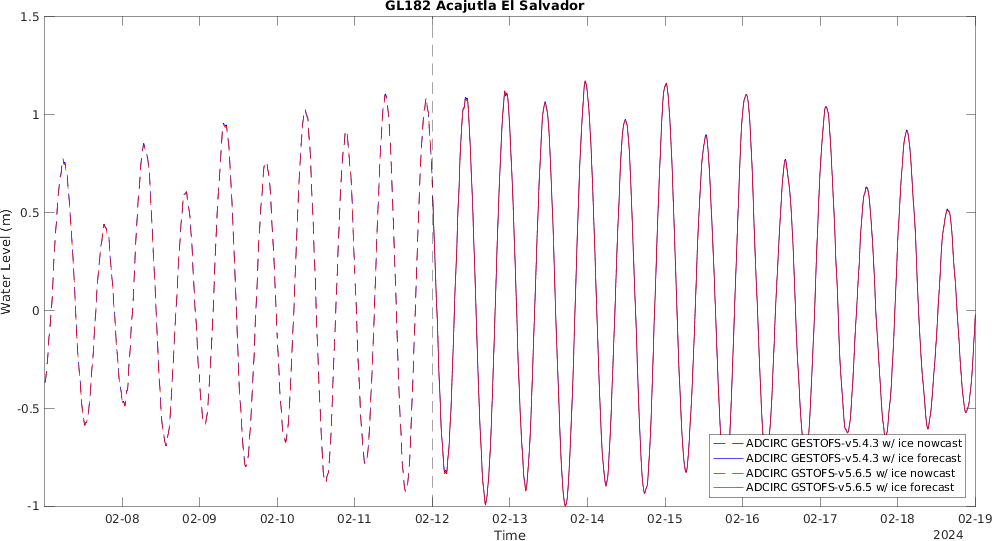 GL182 Acajutla El Salvador
1.5
1
0.5
0
-0.5
-1
Water Level (m)
02-08 02-09 02-10 02-11 02-12 02-13 02-14 02-15 02-16 02-17 02-18 02-19
Time
2024
ADCIRC GESTOFS-v5.4.3 w/ ice nowcast
ADCIRC GESTOFS-v5.4.3 w/ ice forecast
ADCIRC GSTOFS-v5.6.5 w/ ice nowcast
ADCIRC GSTOFS-v5.6.5 w/ ice forecast